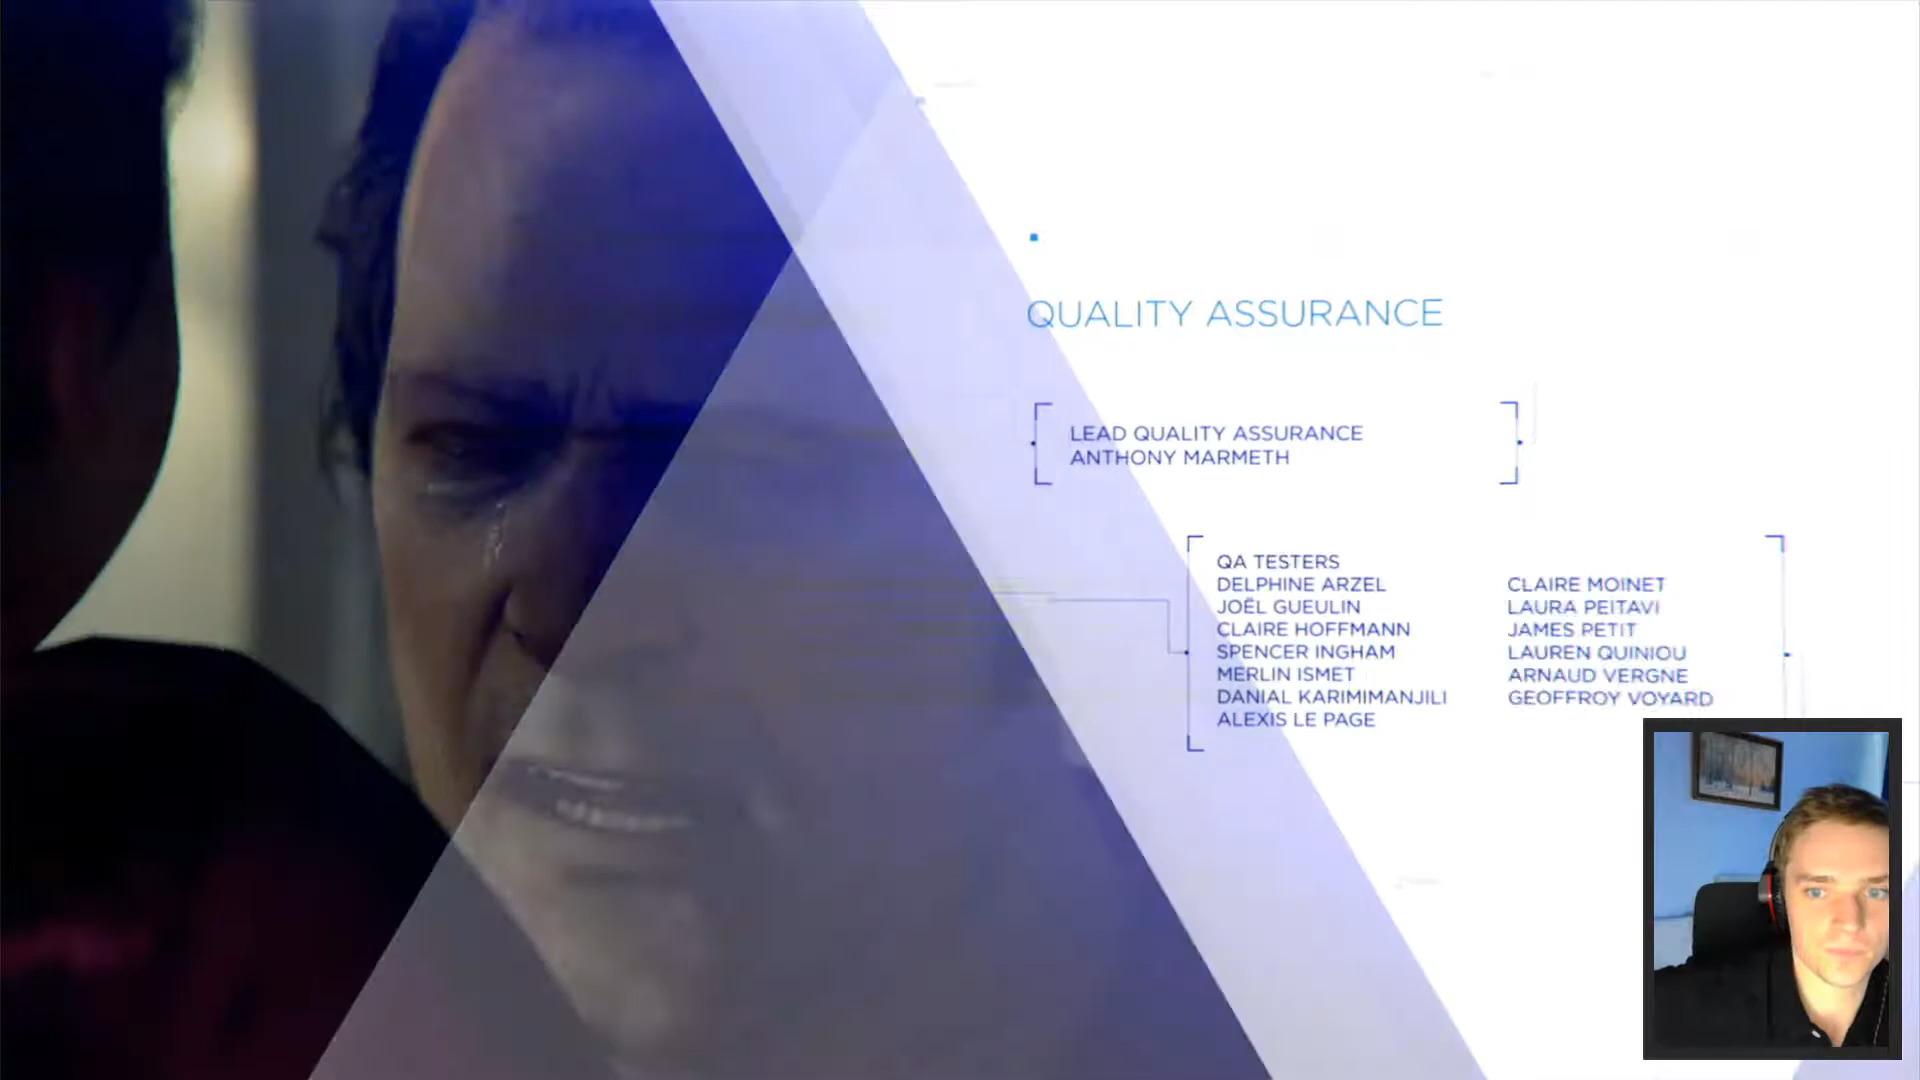 QUALITY ASSURANCE
LEAD QUALITY ASSURANCE
ANTHONY MARMETH
QA TESTERS
DELPHINE ARZEL
JOËL GUEULIN
CLAIRE HOFFMANN
SPENCER INGHAM
MERLIN ISMET
DANIAL KARIMIMANJILI
ALEXIS LE PAGE
CLAIRE MOINET
LAURA PEITAVI
JAMES PETIT
LAUREN QUINIOU
ARNAUD VERGNE
GEOFFROY VOYARD